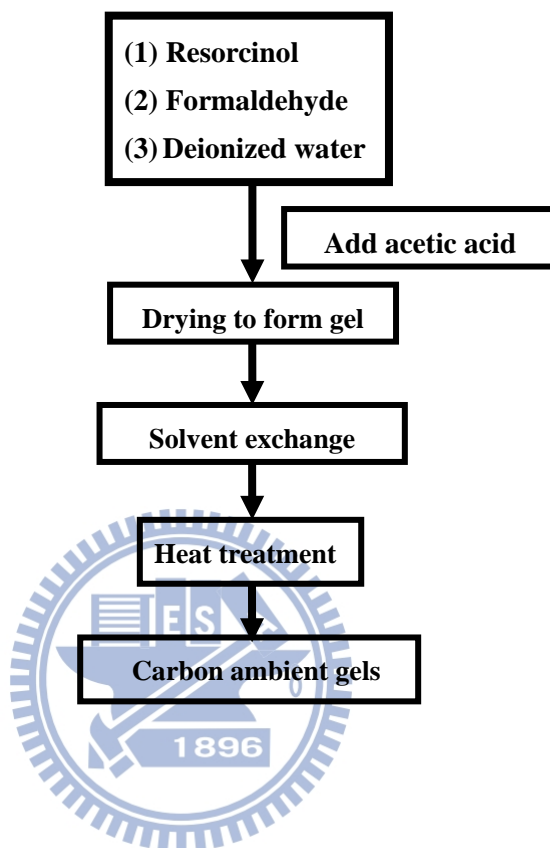 (1) Resorcinol
(2) Formaldehyde
(3) Deionized water
Add acetic acid
Drying to form gel
Solvent exchange
Heat treatment
E S
Carbon ambient gels
1896